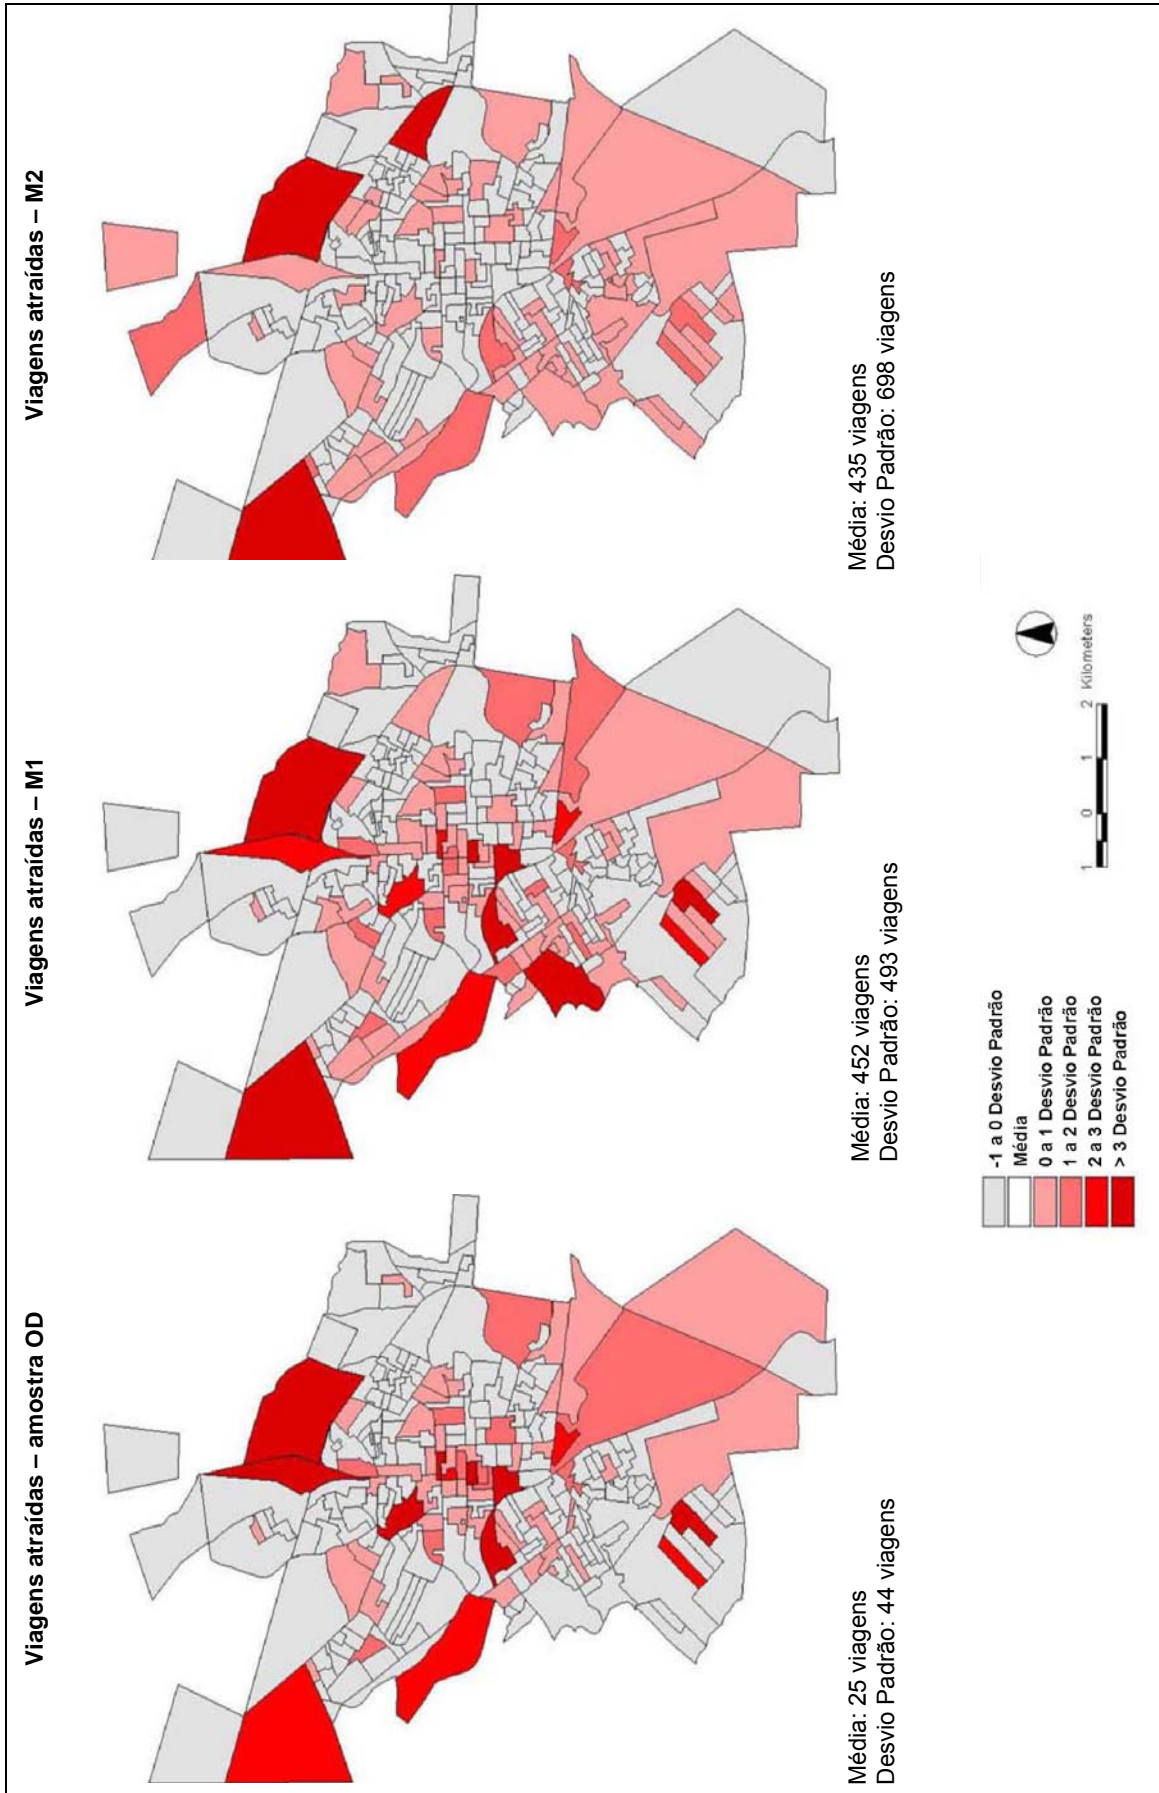 Viagens atraídas – amostra OD
Média: 25 viagens
Desvio Padrão: 44 viagens
Viagens atraídas – M1
Média: 452 viagens
Desvio Padrão: 493 viagens
Viagens atraídas – M2
Média: 435 viagens
Desvio Padrão: 698 viagens
-1 a 0 Desvio Padrão
Média
0 a 1 Desvio Padrão
1 a 2 Desvio Padrão
2 a 3 Desvio Padrão
> 3 Desvio Padrão
1 0 1 2 Kilometers